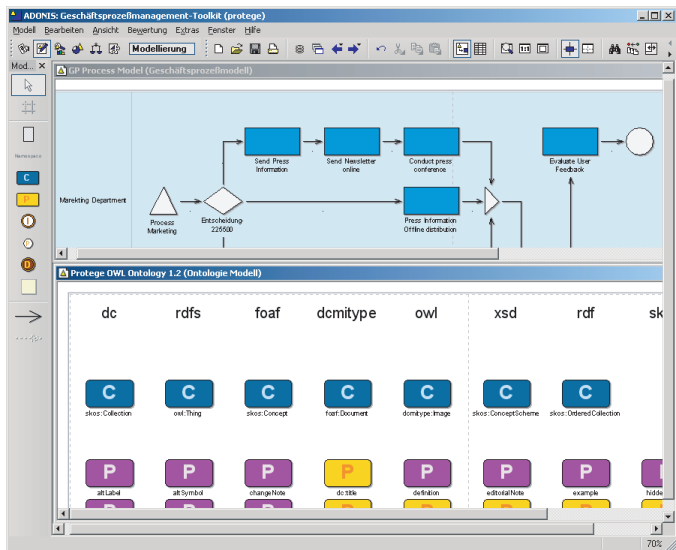 ADONIS: Geschäftsprozeßmanagement-Toolkit (protege)
Modell Bearbeiten Ansicht Bewertung Extras Fenster Hilfe
Modellierung
Mod...
GP Process Model (Geschäftsprozeßmodell)
Send Press
Information
Send Newsletter
online
Conduct press
conference
Evaluate User
Feedback
Marekting Department
Process
Marketing
Entscheidung-
225500
Press Information
Offline distribution
C
P
D
Protege OWL Ontology 1.2 (Ontologie Modell)
dc rdfs foaf dcmitype owl xsd rdf sk
C C C C C C C
skos:Collection owl:Thing skos:Concept foaf:Document dcmitype:Image skos:ConceptScheme skos:OrderedCollection
P P P P P P P
altLabel altSymbol changeNote dc:title definition editorialNote example hidde
70%